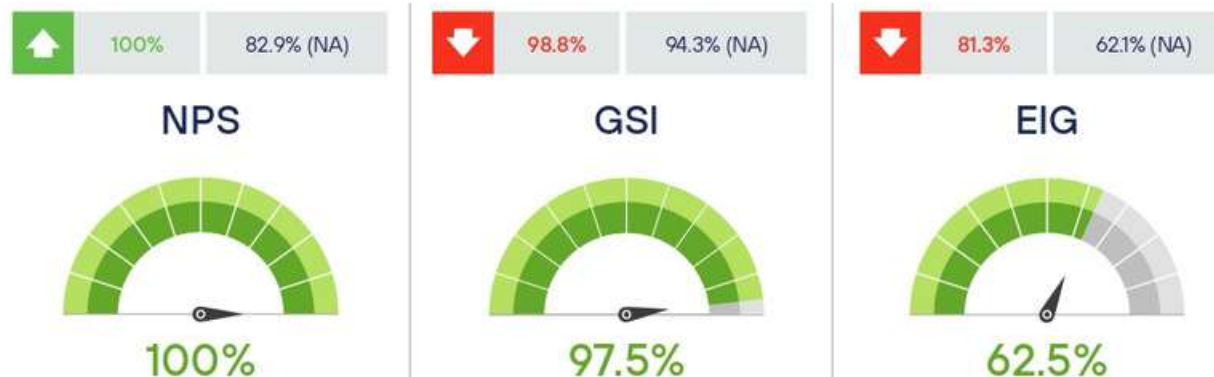 100% 82.9% (NA)
98.8% 94.3% (NA)
81.3% 62.1% (NA)
NPS
GSI
EIG
100%
97.5%
62.5%